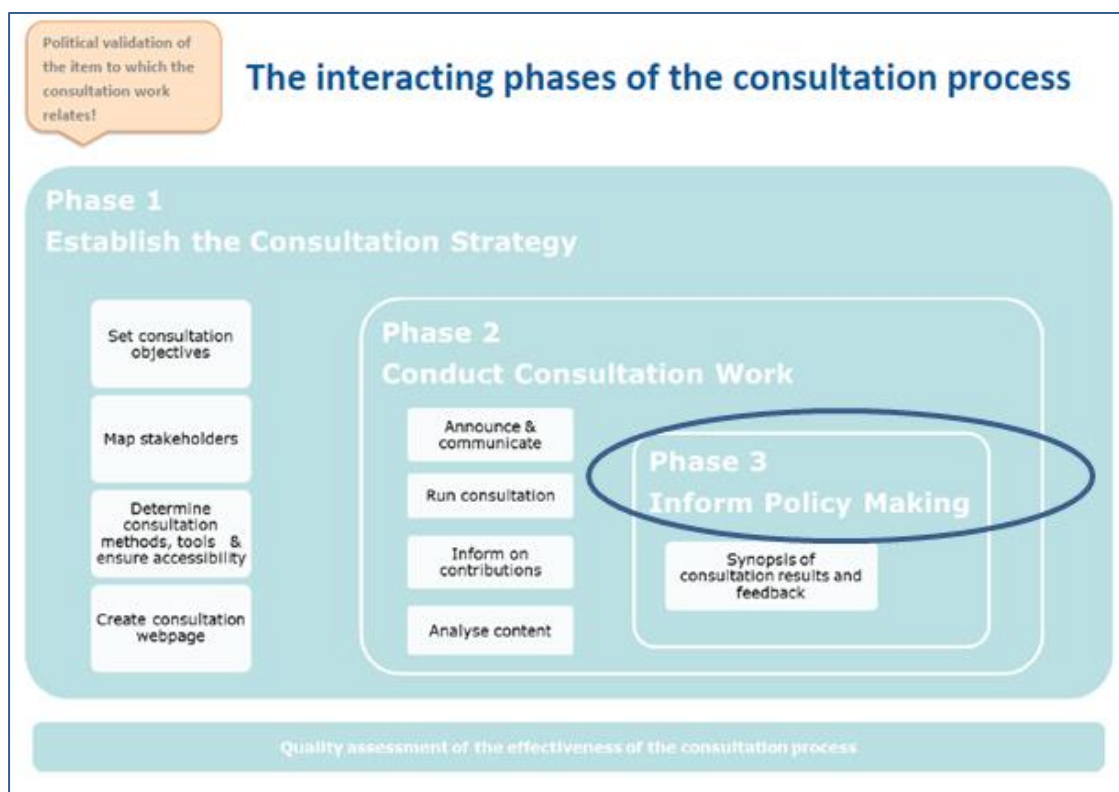 Political validation of
the item to which the
consultation work
relates!
The interacting phases of the consultation process
Phase 1
Establish the Consultation Strategy
Set consultation
objectives
Map stakeholders
Determine
consultation
methods, tools &
ensure accessibility
Create consultation
webpage
Phase 2
Conduct Consultation Work
Announce &
communicate
Run consultation
Inform on
contributions
Analyse content
Phase 3
Inform Policy Making
Synopsis of
consultation results and
feedback
Quality assessment of the effectiveness of the consultation process